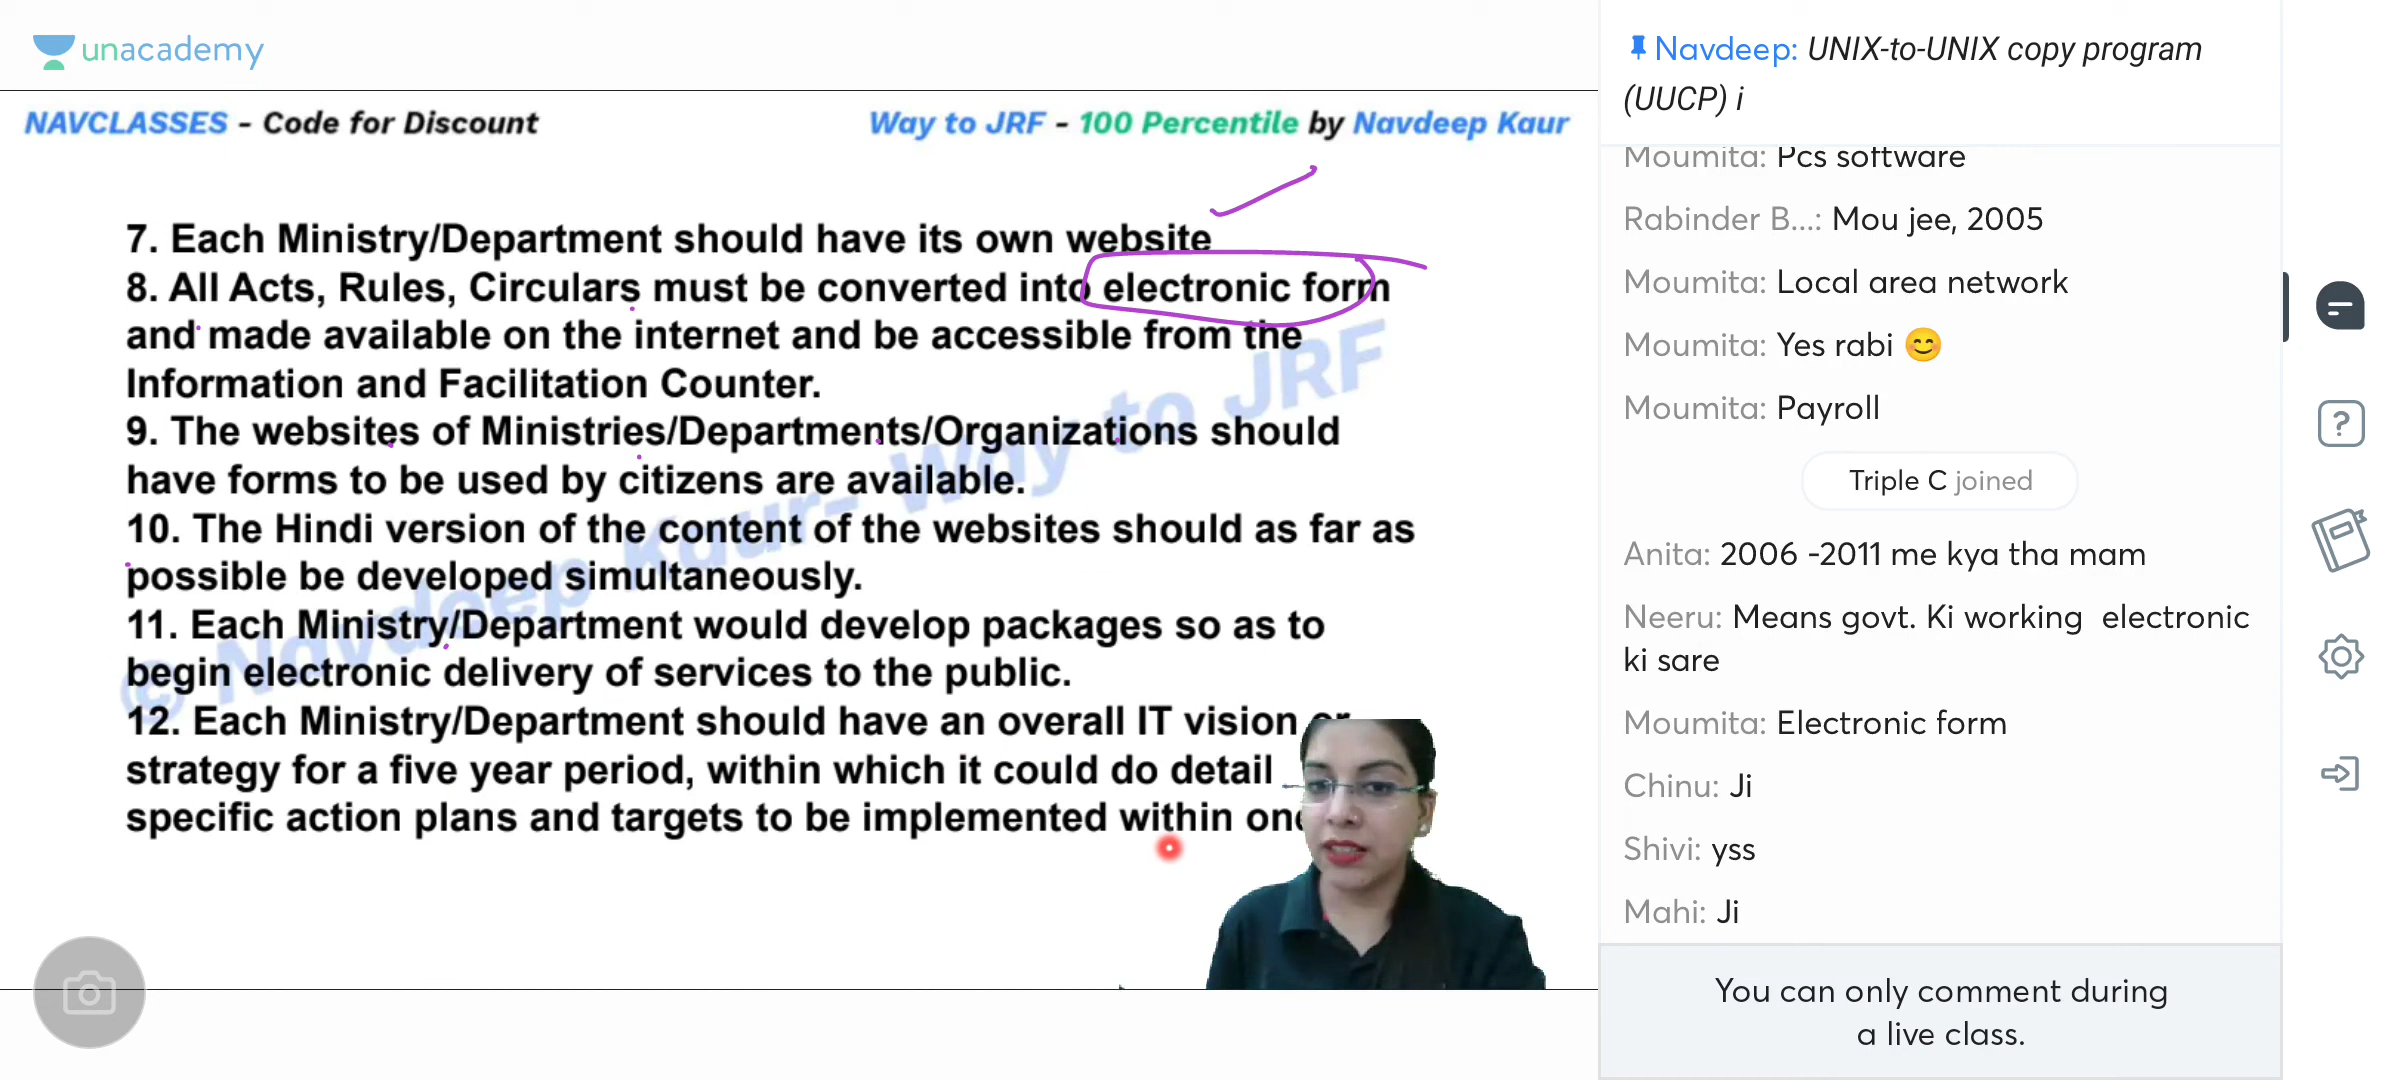 unacademy
NAVCLASSES - Code for Discount
Way to JRF - 100 Percentile by Navdeep Kaur
7. Each Ministry/Department should have its own website
8. All Acts, Rules, Circulars must be converted into electronic form
and made available on the internet and be accessible from the
Information and Facilitation Counter.
9. The websites of Ministries/Departments/Organizations should
have forms to be used by citizens are available.
10. The Hindi version of the content of the websites should as far as
possible be developed simultaneously.
11. Each Ministry/Department would develop packages so as to
begin electronic delivery of services to the public.
12. Each Ministry/Department should have an overall IT vision or
strategy for a five year period, within which it could do detail
specific action plans and targets to be implemented within
© Navdeep Kaur- Way to JRF
Navdeep: UNIX-to-UNIX copy program
(UUCP) i
Moumita: Pcs software
Rabinder B...: Mou jee, 2005
Moumita: Local area network
Moumita: Yes rabi 😊
Moumita: Payroll
Triple C joined
Anita: 2006 -2011 me kya tha mam
Neeru: Means govt. Ki working electronic
ki sare
Moumita: Electronic form
Chinu: Ji
Shivi: yss
Mahi: Ji
You can only comment during
a live class.